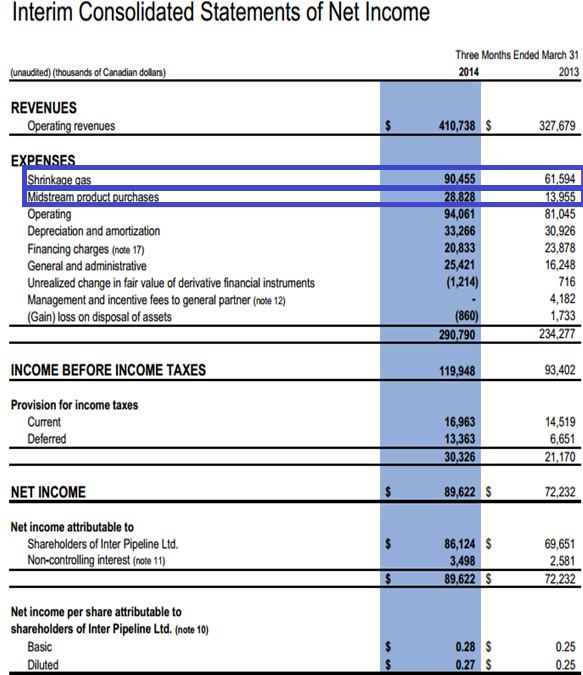 Interim Consolidated Statements of Net Income
Three Months Ended March 31
(unaudited) (thousands of Canadian dollars) 2014 2013
REVENUES
Operating revenues $ 410,738 $ 327,679
EXPENSES
Shrinkage gas 90,455 61,594
Midstream product purchases 28,828 13,955
Operating 94,061 81,045
Depreciation and amortization 33,266 30,926
Financing charges (note 17) 20,833 23,878
General and administrative 25,421 16,248
Unrealized change in fair value of derivative financial instruments (1,214) 716
Management and incentive fees to general partner (note 12) - 4,182
(Gain) loss on disposal of assets (860) 1,733
290,790 234,277
INCOME BEFORE INCOME TAXES 119,948 93,402
Provision for income taxes
Current 16,963 14,519
Deferred 13,363 6,651
30,326 21,170
NET INCOME $ 89,622 $ 72,232
Net income attributable to
Shareholders of Inter Pipeline Ltd. $ 86,124 $ 69,651
Non-controlling interest (note 11) 3,498 2,581
$ 89,622 $ 72,232
Net income per share attributable to
shareholders of Inter Pipeline Ltd. (note 10)
Basic $ 0.28 $ 0.25
Diluted $ 0.27 $ 0.25